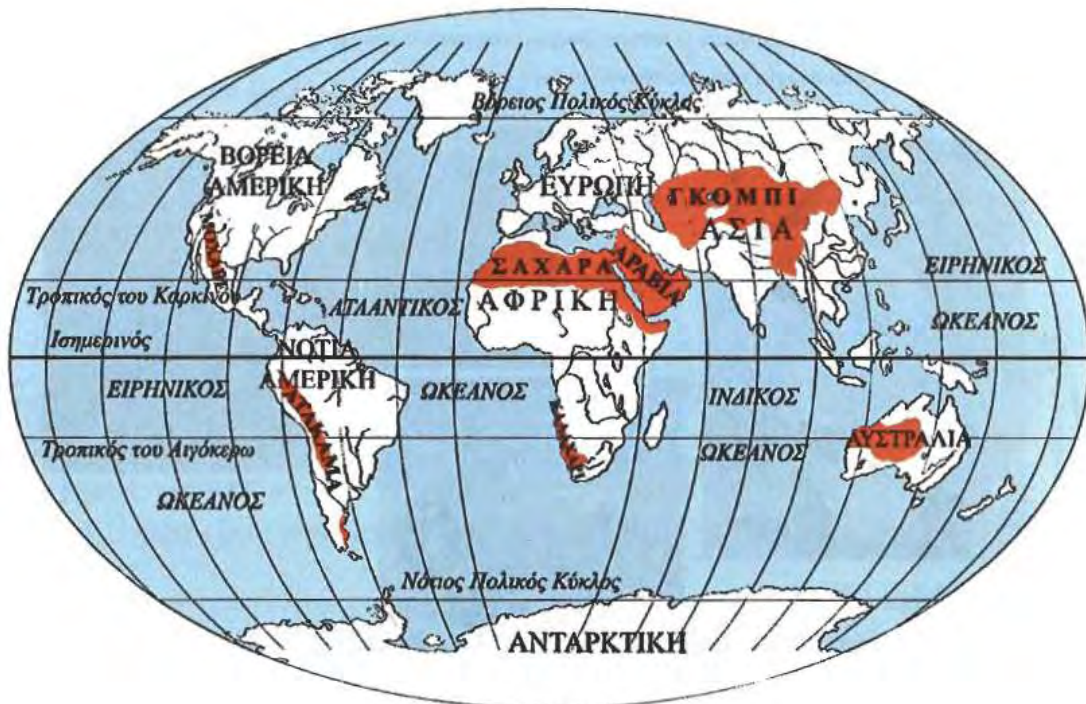 Βόρειος Πολικός Κύκλος
ΒΟΡΕΙΑ
ΑΜΕΡΙΚΗ
ΕΥΡΩΠΗ
ΓΚΟΜΠΙ
ΑΣΙΑ
ΜΟΧΑΒΕ
ΣΑΧΑΡΑ
ΑΡΑΒΙΑ
ΕΙΡΗΝΙΚΟΣ
Τροπικός του Καρκίνου
ΑΤΛΑΝΤΙΚΟΣ
ΑΦΡΙΚΗ
ΩΚΕΑΝΟΣ
Ισημερινός
ΝΟΤΙΑ
ΑΜΕΡΙΚΗ
ΕΙΡΗΝΙΚΟΣ
ΩΚΕΑΝΟΣ
ΙΝΔΙΚΟΣ
ΑΤΑΚΑΜΑ
ΑΥΣΤΡΑΛΙΑ
Τροπικός του Αιγόκερω
ΩΚΕΑΝΟΣ
ΩΚΕΑΝΟΣ
Νότιος Πολικός Κύκλος
ΑΝΤΑΡΚΤΙΚΗ